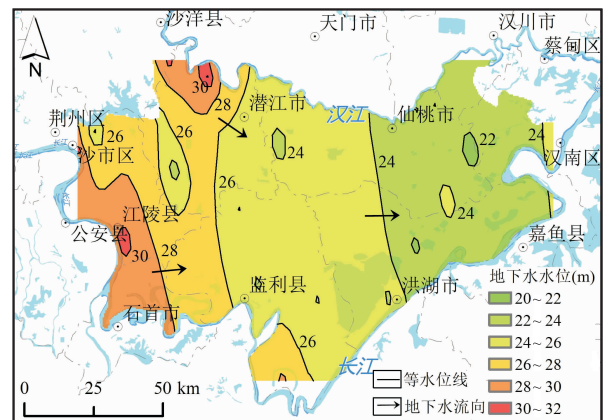 沙洋县
天门市
汉川市
蔡甸区
N
30
28
潜江市
汉江
仙桃市
荆州区
26
26
24
22
24
沙市区
长江
汉南区
24
26
江陵县
24
公安县
30
28
嘉鱼县
监利县
洪湖市
石首市
26
长江
地下水水位(m)
20~22
22~24
24~26
26~28
28~30
30~32
等水位线
地下水流向
0 25 50 km